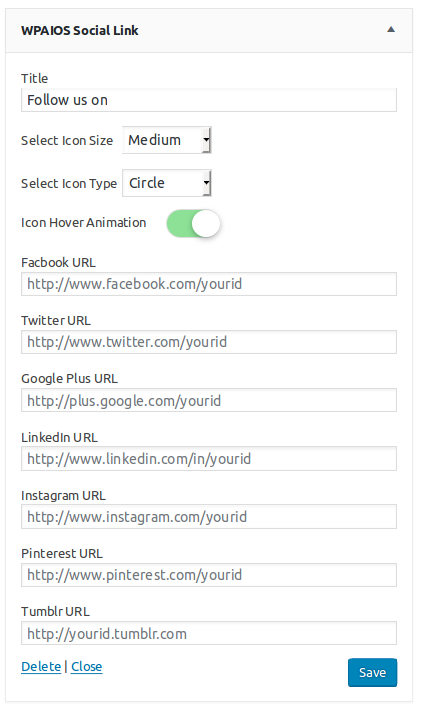 WPAIOS Social Link
Title
Follow us on
Select Icon Size Medium
Select Icon Type Circle
Icon Hover Animation
Facbook URL
http://www.facebook.com/yourid
Twitter URL
http://www.twitter.com/yourid
Google Plus URL
http://plus.google.com/yourid
LinkedIn URL
http://www.linkedin.com/in/yourid
Instagram URL
http://www.instagram.com/yourid
Pinterest URL
http://www.pinterest.com/yourid
Tumblr URL
http://yourid.tumblr.com
Delete | Close Save